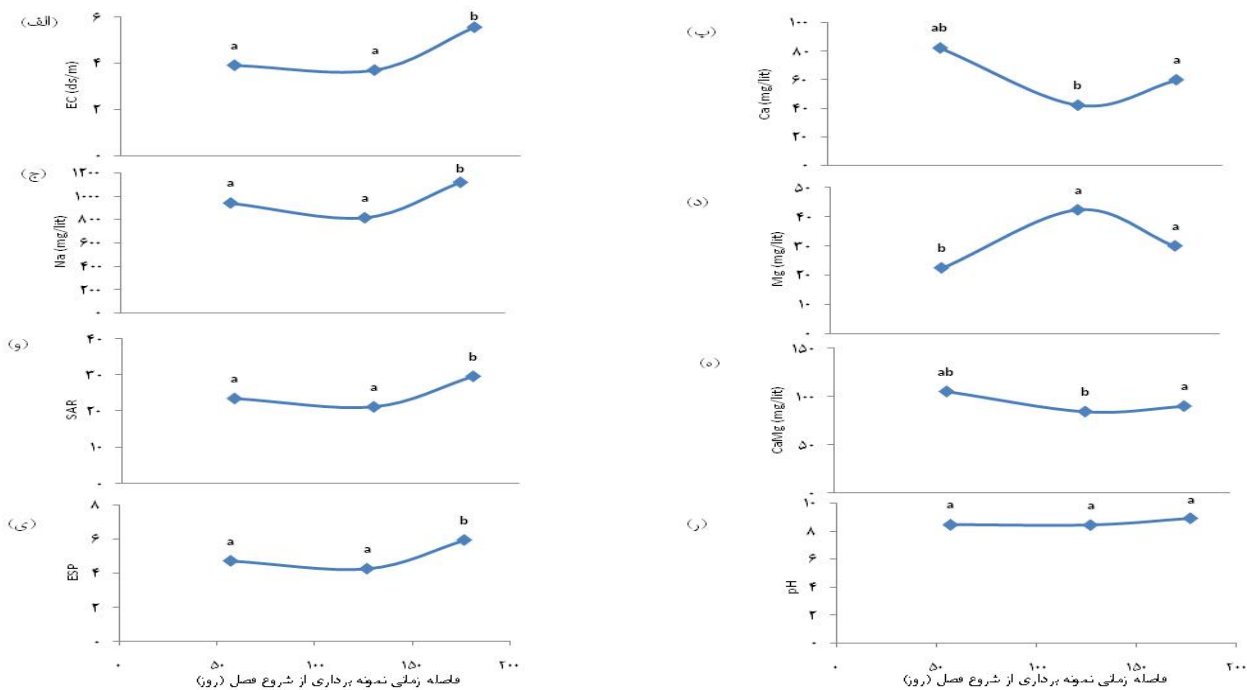 (الف)
EC (ds/m)
۶
۴
۲
۰
a
a
b
(پ)
Ca (mg/lit)
۱۰۰
۸۰
۶۰
۴۰
۲۰
۰
ab
b
a
(ج)
Na (mg/lit)
۱۲۰۰
۱۰۰۰
۸۰۰
۶۰۰
۴۰۰
۲۰۰
۰
a
a
b
(د)
Mg (mg/lit)
۵۰
۴۰
۳۰
۲۰
۱۰
۰
b
a
a
(و)
SAR
۴۰
۳۰
۲۰
۱۰
۰
a
a
b
(ه)
CaMg (mg/lit)
۱۵۰
۱۰۰
۵۰
۰
ab
b
a
(ی)
ESP
۸
۶
۴
۲
۰
a
a
b
۰ ۵۰ ۱۰۰ ۱۵۰ ۲۰۰
فاصله زمانی نمونه برداری از شروع فصل (روز)
(ر)
pH
۱۰
۸
۶
۴
۲
۰
a
a
a
۰ ۵۰ ۱۰۰ ۱۵۰ ۲۰۰
فاصله زمانی نمونه برداری از شروع فصل (روز)